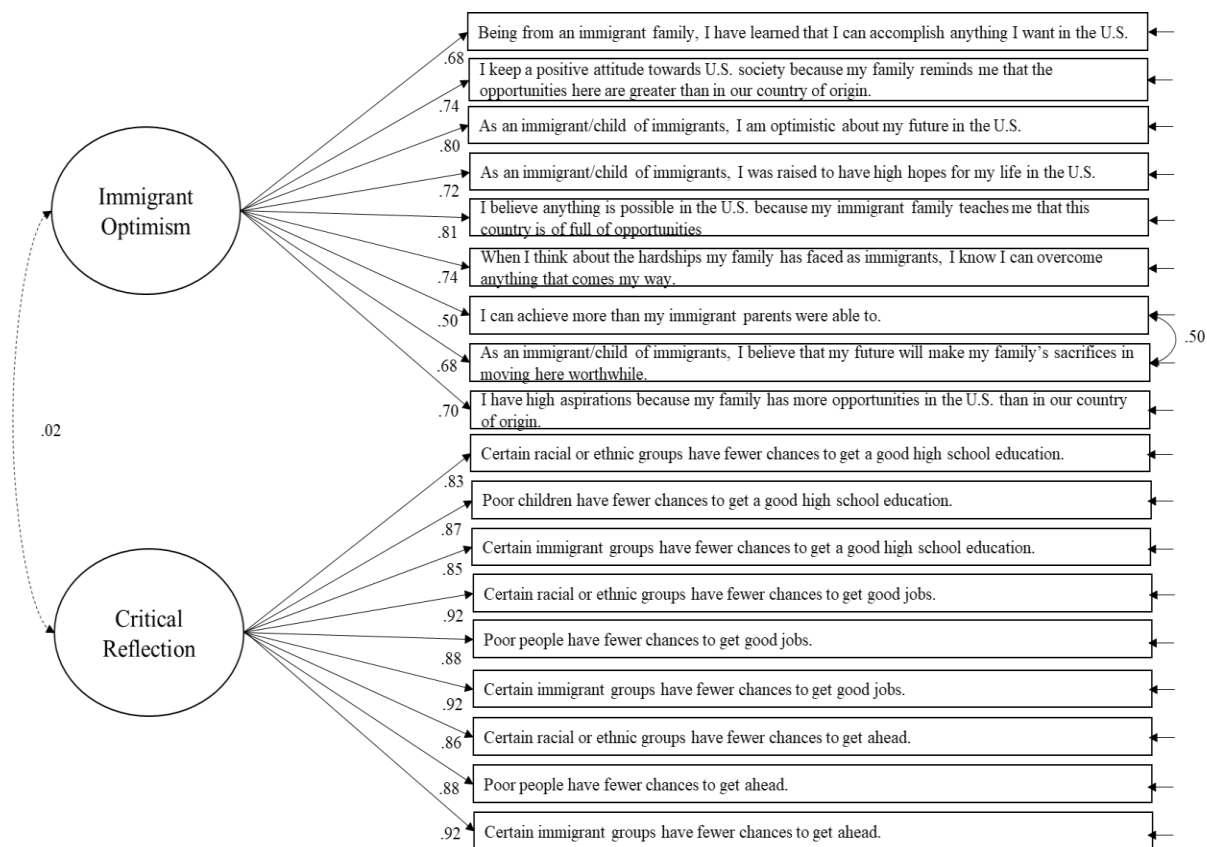 Being from an immigrant family, I have learned that I can accomplish anything I want in the U.S.
.68
I keep a positive attitude towards U.S. society because my family reminds me that the
opportunities here are greater than in our country of origin.
.74
As an immigrant/child of immigrants, I am optimistic about my future in the U.S.
.80
As an immigrant/child of immigrants, I was raised to have high hopes for my life in the U.S.
.72
Immigrant
Optimism
I believe anything is possible in the U.S. because my immigrant family teaches me that this
country is of full of opportunities
.81
When I think about the hardships my family has faced as immigrants, I know I can overcome
anything that comes my way.
.74
I can achieve more than my immigrant parents were able to.
.50
.50
As an immigrant/child of immigrants, I believe that my future will make my family’s sacrifices in
moving here worthwhile.
.68
I have high aspirations because my family has more opportunities in the U.S. than in our country
of origin.
.70
.02
Certain racial or ethnic groups have fewer chances to get a good high school education.
.83
Poor children have fewer chances to get a good high school education.
.87
Certain immigrant groups have fewer chances to get a good high school education.
.85
Certain racial or ethnic groups have fewer chances to get good jobs.
.92
Critical
Reflection
Poor people have fewer chances to get good jobs.
.88
Certain immigrant groups have fewer chances to get good jobs.
.92
Certain racial or ethnic groups have fewer chances to get ahead.
.86
Poor people have fewer chances to get ahead.
.88
Certain immigrant groups have fewer chances to get ahead.
.92